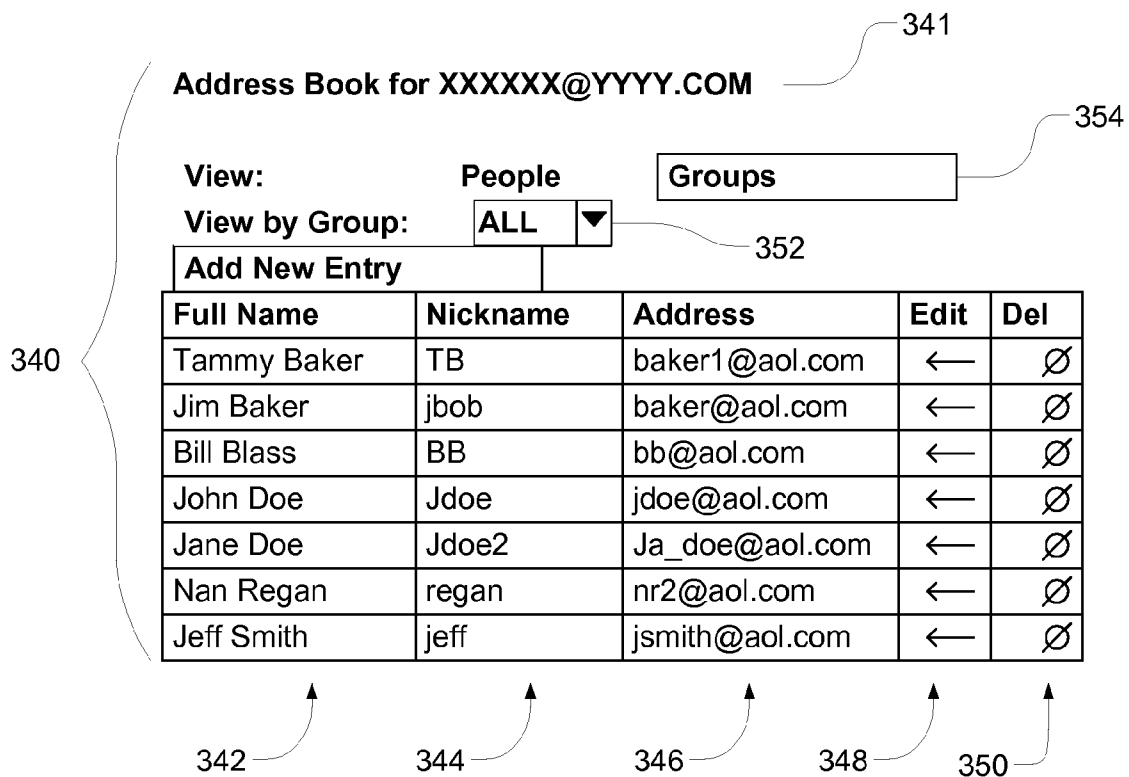 341
Address Book for XXXXXX@YYYY.COM
354
View: People Groups
View by Group: ALL
352
Add New Entry
Full Name Nickname Address Edit Del
340
Tammy Baker TB baker1@aol.com
Jim Baker jbob baker@aol.com
Bill Blass BB bb@aol.com
John Doe Jdoe jdoe@aol.com
Jane Doe Jdoe2 Ja_doe@aol.com
Nan Regan regan nr2@aol.com
Jeff Smith jeff jsmith@aol.com
342 344 346 348 350